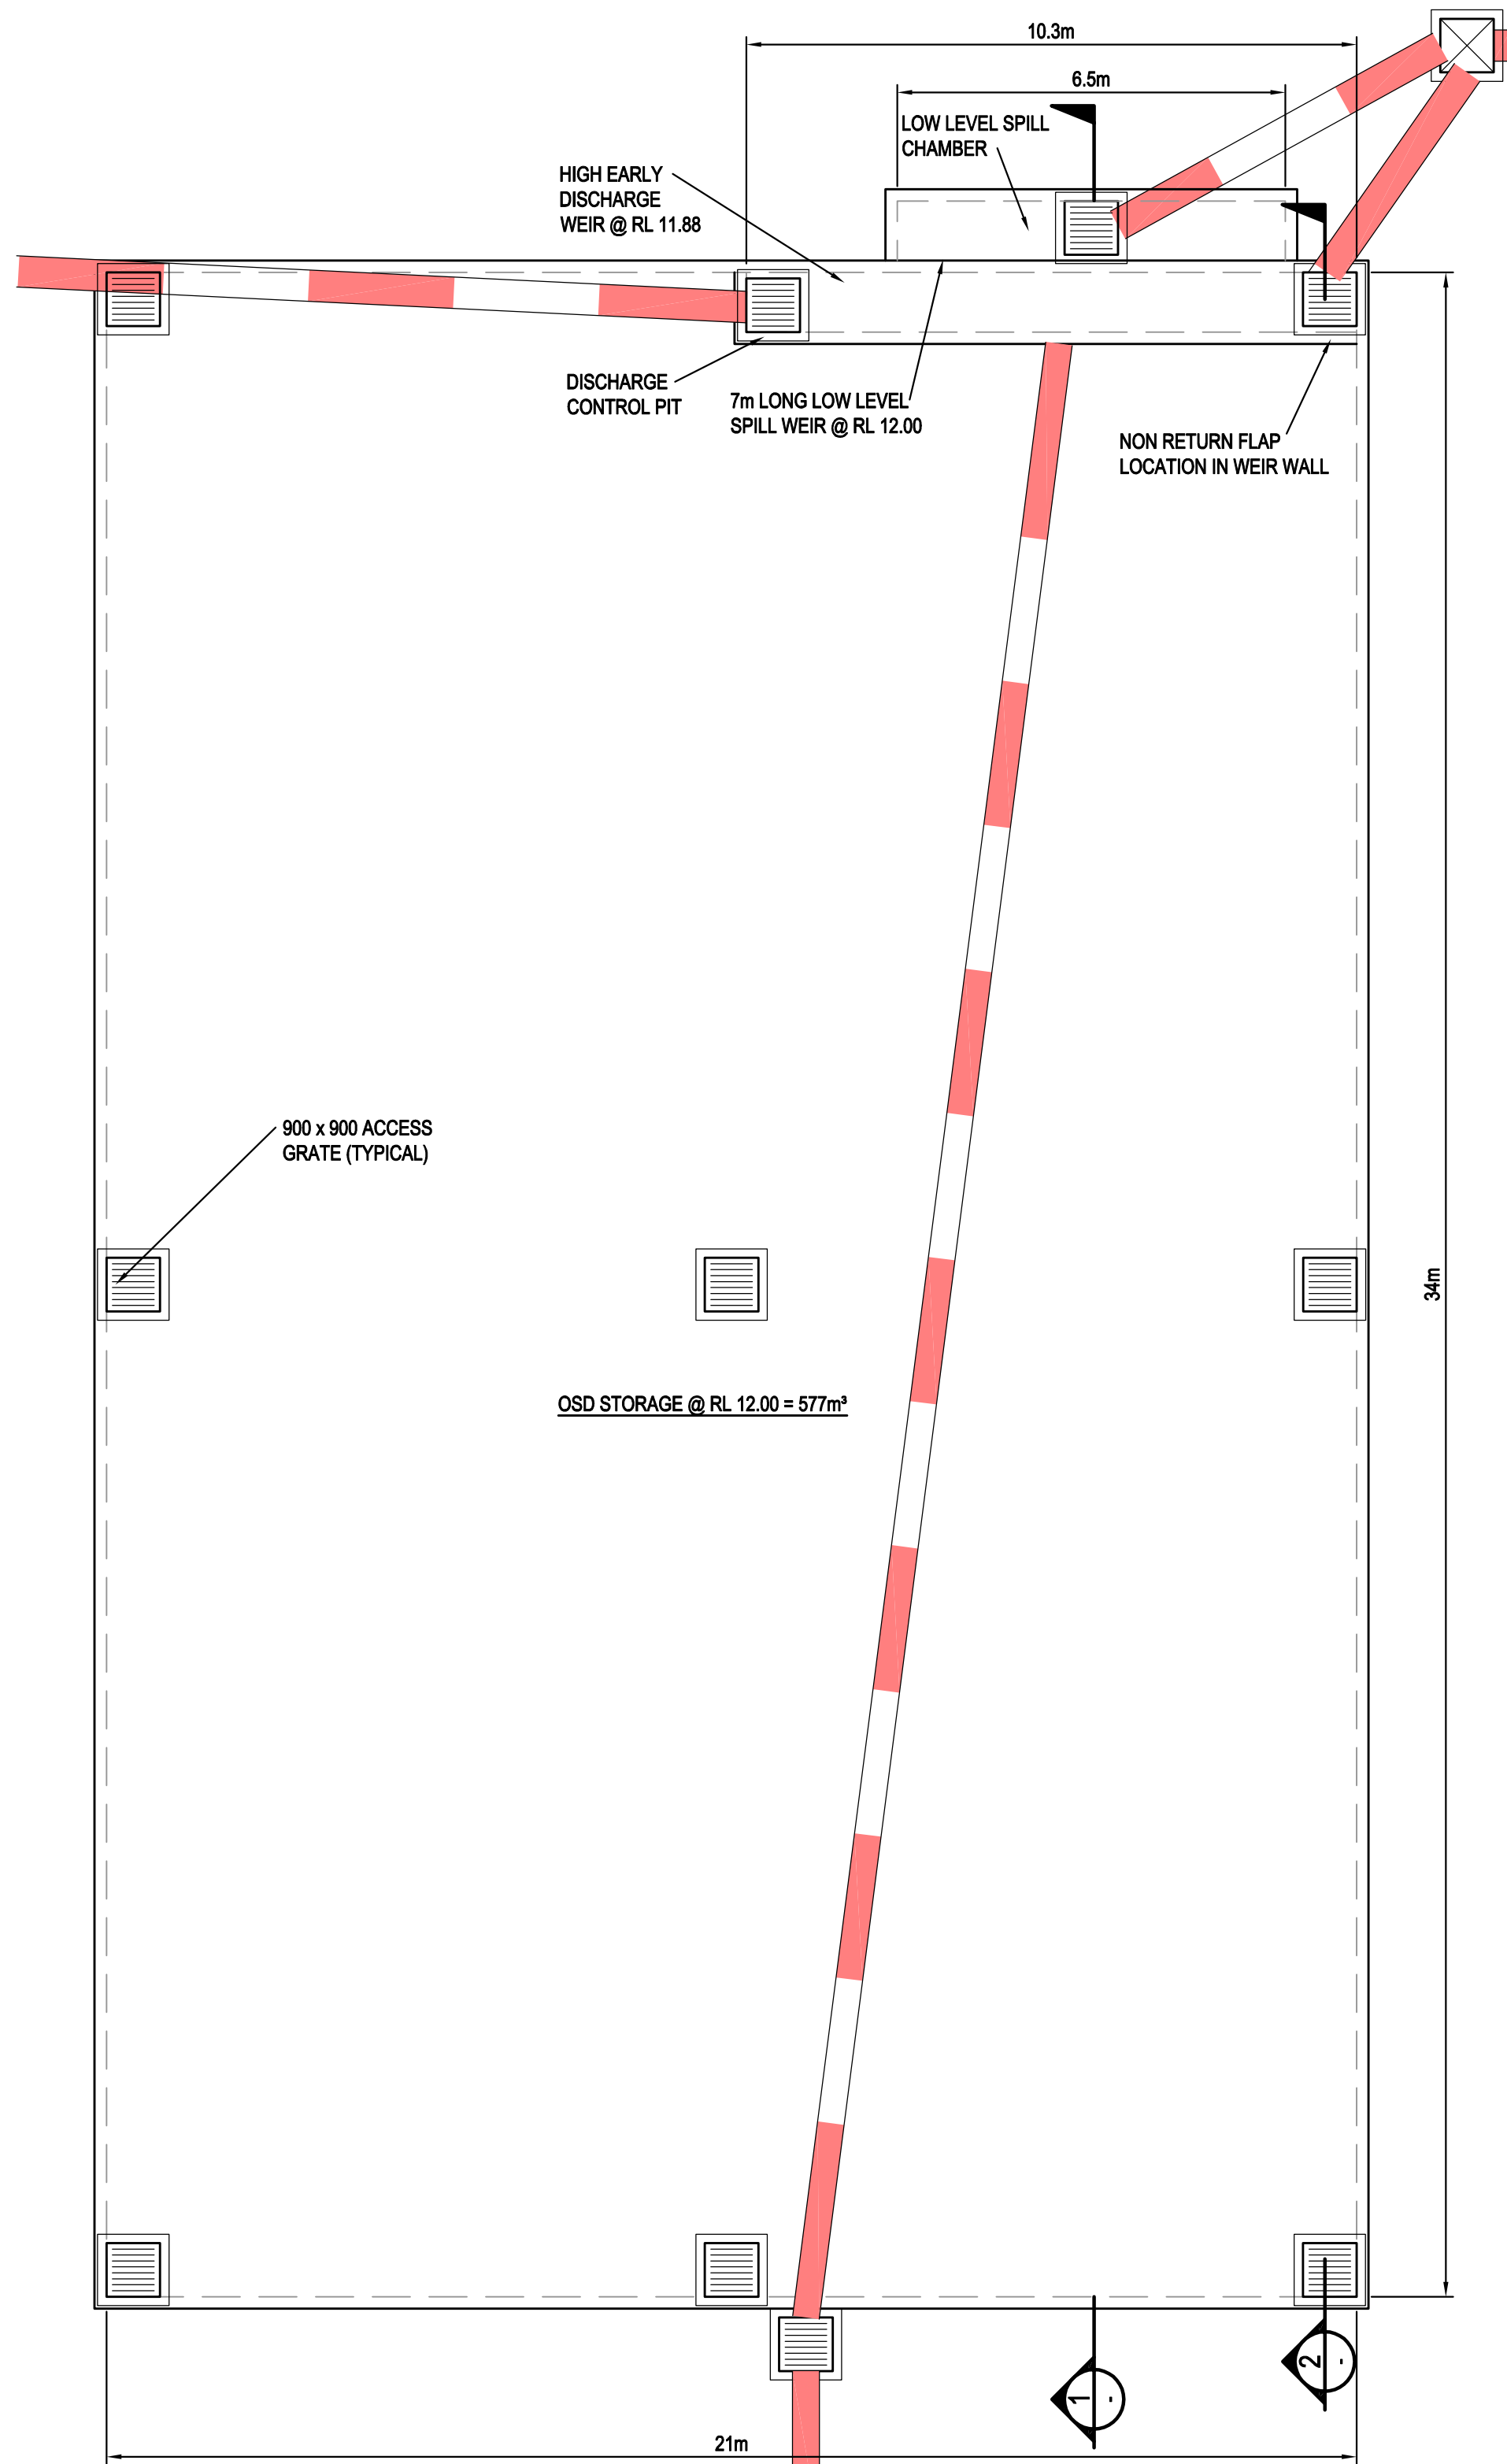 10.3m
6.5m
LOW LEVEL SPILL
CHAMBER
HIGH EARLY
DISCHARGE
WEIR @ RL 11.88
DISCHARGE
CONTROL PIT
7m LONG LOW LEVEL
SPILL WEIR @ RL 12.00
NON RETURN FLAP
LOCATION IN WEIR WALL
900 x 900 ACCESS
GRATE (TYPICAL)
34m
OSD STORAGE @ RL 12.00 = 577m³
1
-
2
-
21m